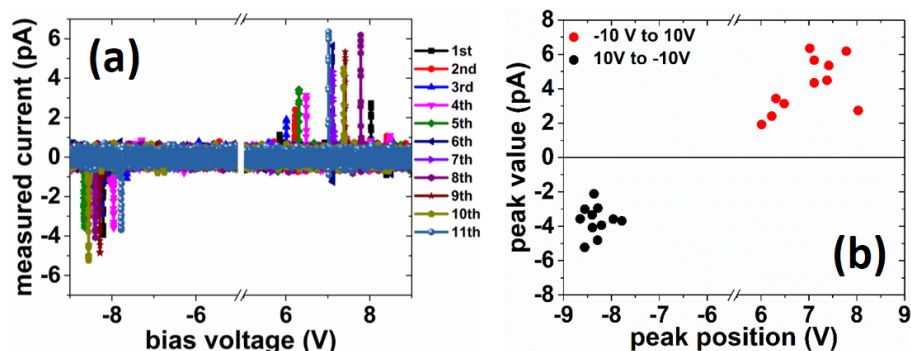 (a)
measured current (pA)
6
4
2
0
-2
-4
-6
-8
6
8
bias voltage (V)
1st
2nd
3rd
4th
5th
6th
7th
8th
9th
10th
11th
-10 V to 10V
10V to -10V
peak value (pA)
8
6
4
2
0
-2
-4
-6
-8
-9
-8
-7
6
7
8
9
peak position (V)
(b)